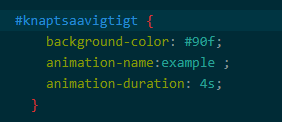 #knaptsaavigtigt {
background-color: #90f;
animation-name:example ;
animation-duration: 4s;
}